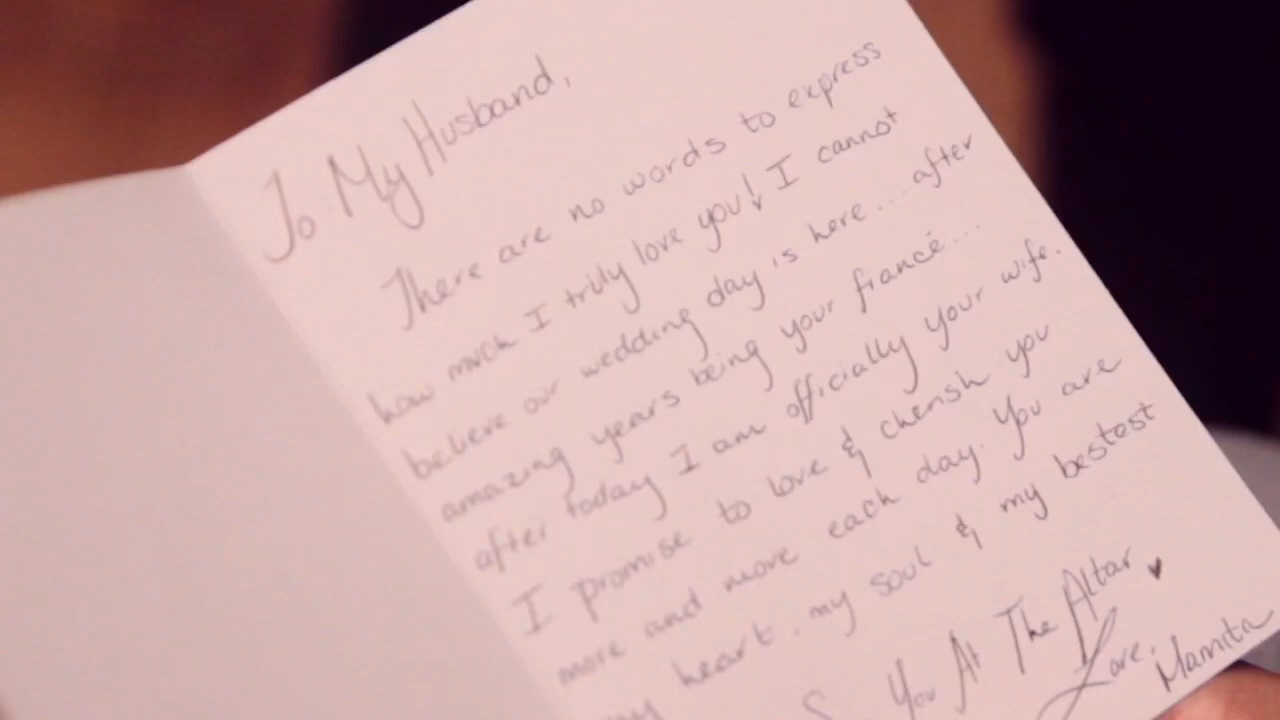 To My Husband,
There are no words to express
how much I truly love you! I cannot
believe our wedding day is here... after
amazing years being your fiancé...
after today I am officially your wife.
I promise to love & cherish you
more and more each day. You are
my heart, my soul & my bestest
You At The Altar ♥
Love,